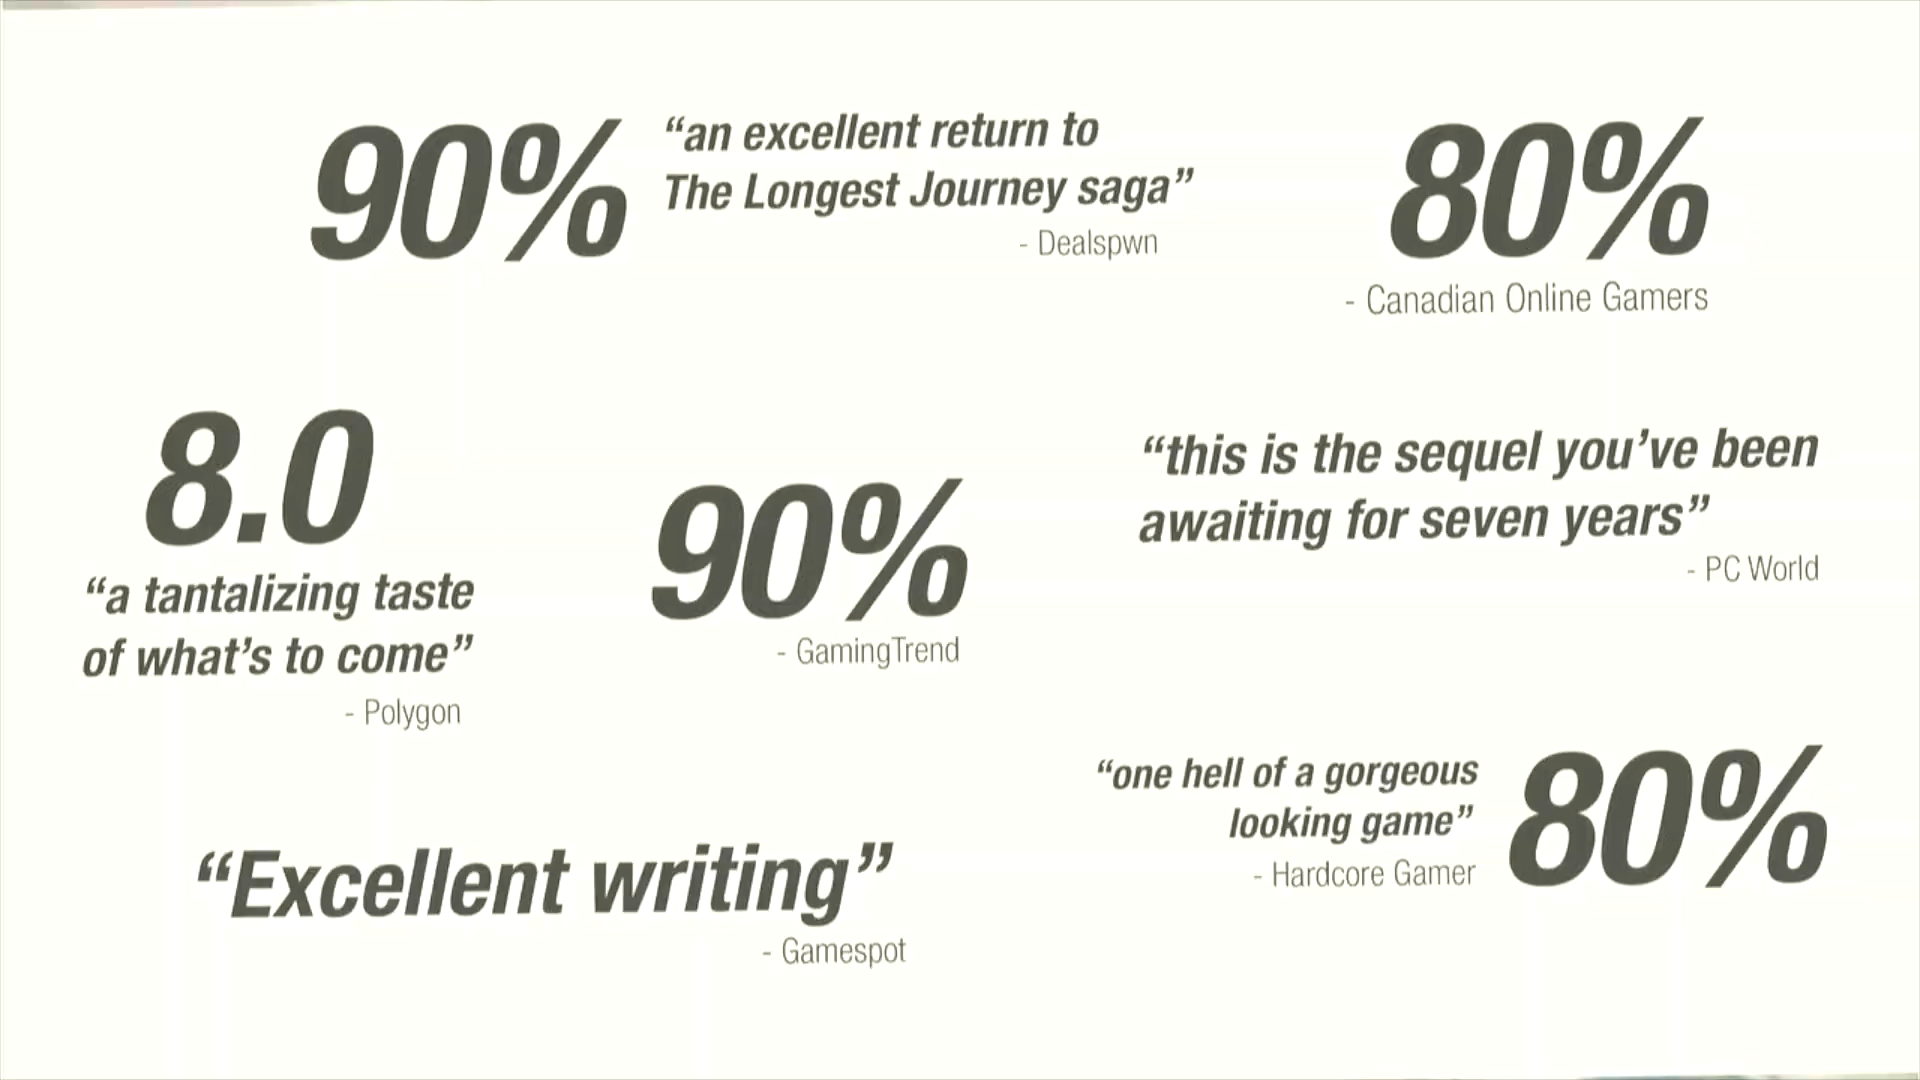 90%
“an excellent return to
The Longest Journey saga”
- Dealspwn
80%
- Canadian Online Gamers
8.0
“a tantalizing taste
of what’s to come”
- Polygon
90%
- GamingTrend
“this is the sequel you’ve been
awaiting for seven years”
- PC World
“Excellent writing”
- Gamespot
“one hell of a gorgeous
looking game”
- Hardcore Gamer
80%